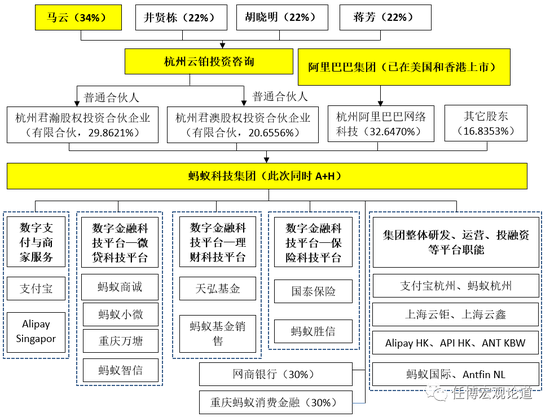 马云（34%）
井贤栋（22%）
胡晓明（22%）
蒋芳（22%）
杭州云铂投资咨询
阿里巴巴集团（已在美国和香港上市）
普通合伙人
普通合伙人
杭州君瀚股权投资合伙企业
（有限合伙，29.8621%）
杭州君澳股权投资合伙企业
（有限合伙，20.6556%）
杭州阿里巴巴网络
科技（32.6470%）
其它股东
（16.8353%）
蚂蚁科技集团（此次同时 A+H）
数字支
付与商
家服务
支付宝
Alipay
Singapor
数字金融科
技平台—微
贷科技平台
蚂蚁商诚
蚂蚁小微
重庆万塘
蚂蚁智信
数字金融科
技平台—理
财科技平台
天弘基金
蚂蚁基金销
售
数字金融科
技平台—保
险科技平台
国泰保险
蚂蚁胜信
集团整体研发、运营、投融资
等平台职能
支付宝杭州、蚂蚁杭州
上海云钜、上海云鑫
Alipay HK、API HK、ANT KBW
蚂蚁国际、Antfin NL
网商银行（30%）
重庆蚂蚁消费金融（30%）
任博宏观论道